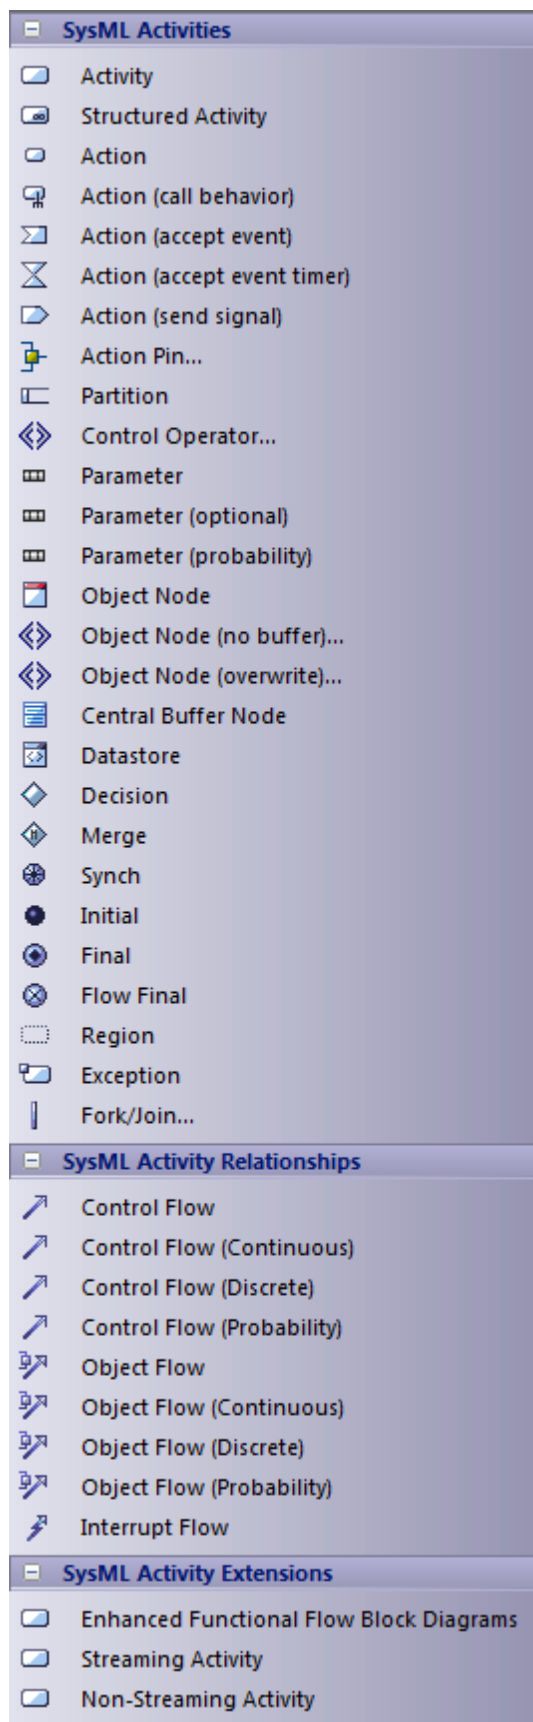 SysML Activities
Activity
Structured Activity
Action
Action (call behavior)
Action (accept event)
Action (accept event timer)
Action (send signal)
Action Pin...
Partition
Control Operator...
Parameter
Parameter (optional)
Parameter (probability)
Object Node
Object Node (no buffer)...
Object Node (overwrite)...
Central Buffer Node
Datastore
Decision
Merge
Synch
Initial
Final
Flow Final
Region
Exception
Fork/Join...
SysML Activity Relationships
Control Flow
Control Flow (Continuous)
Control Flow (Discrete)
Control Flow (Probability)
Object Flow
Object Flow (Continuous)
Object Flow (Discrete)
Object Flow (Probability)
Interrupt Flow
SysML Activity Extensions
Enhanced Functional Flow Block Diagrams
Streaming Activity
Non-Streaming Activity